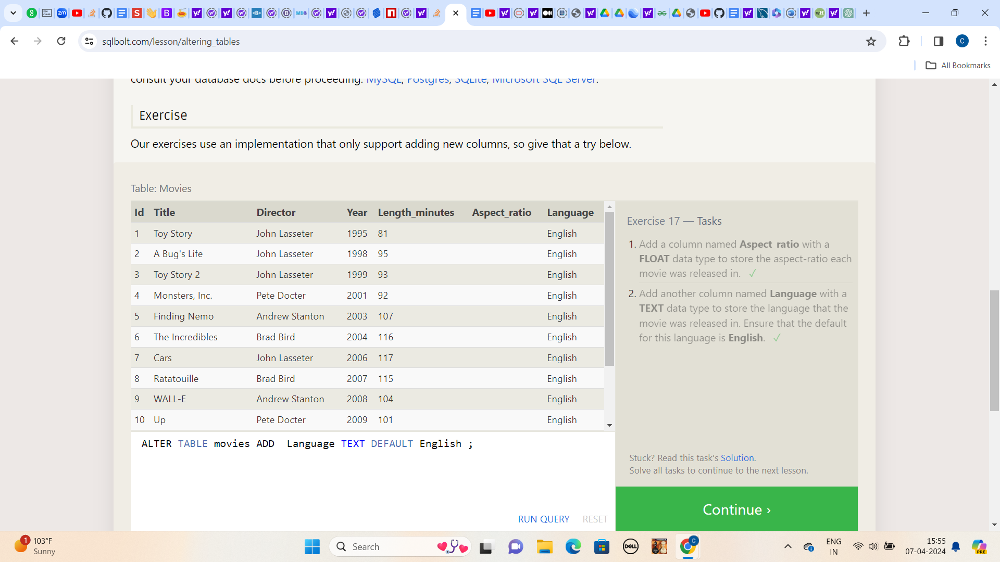 sqlbolt.com/lesson/altering_tables
All Bookmarks
consult your database docs before proceeding: MySQL, Postgres, SQLite, Microsoft SQL Server.
Exercise
Our exercises use an implementation that only support adding new columns, so give that a try below.
Table: Movies
Id Title Director Year Length_minutes Aspect_ratio Language
1 Toy Story John Lasseter 1995 81 English
2 A Bug's Life John Lasseter 1998 95 English
3 Toy Story 2 John Lasseter 1999 93 English
4 Monsters, Inc. Pete Docter 2001 92 English
5 Finding Nemo Andrew Stanton 2003 107 English
6 The Incredibles Brad Bird 2004 116 English
7 Cars John Lasseter 2006 117 English
8 Ratatouille Brad Bird 2007 115 English
9 WALL-E Andrew Stanton 2008 104 English
10 Up Pete Docter 2009 101 English
ALTER TABLE movies ADD  Language TEXT DEFAULT English ;
RUN QUERY RESET
Exercise 17 — Tasks
1. Add a column named Aspect_ratio with a
FLOAT data type to store the aspect-ratio each
movie was released in. ✓
2. Add another column named Language with a
TEXT data type to store the language that the
movie was released in. Ensure that the default
for this language is English. ✓
Stuck? Read this task's Solution.
Solve all tasks to continue to the next lesson.
Continue ›
1
103°F
Sunny
Search
DELL
C
PRE
ENG
IN
15:55
07-04-2024